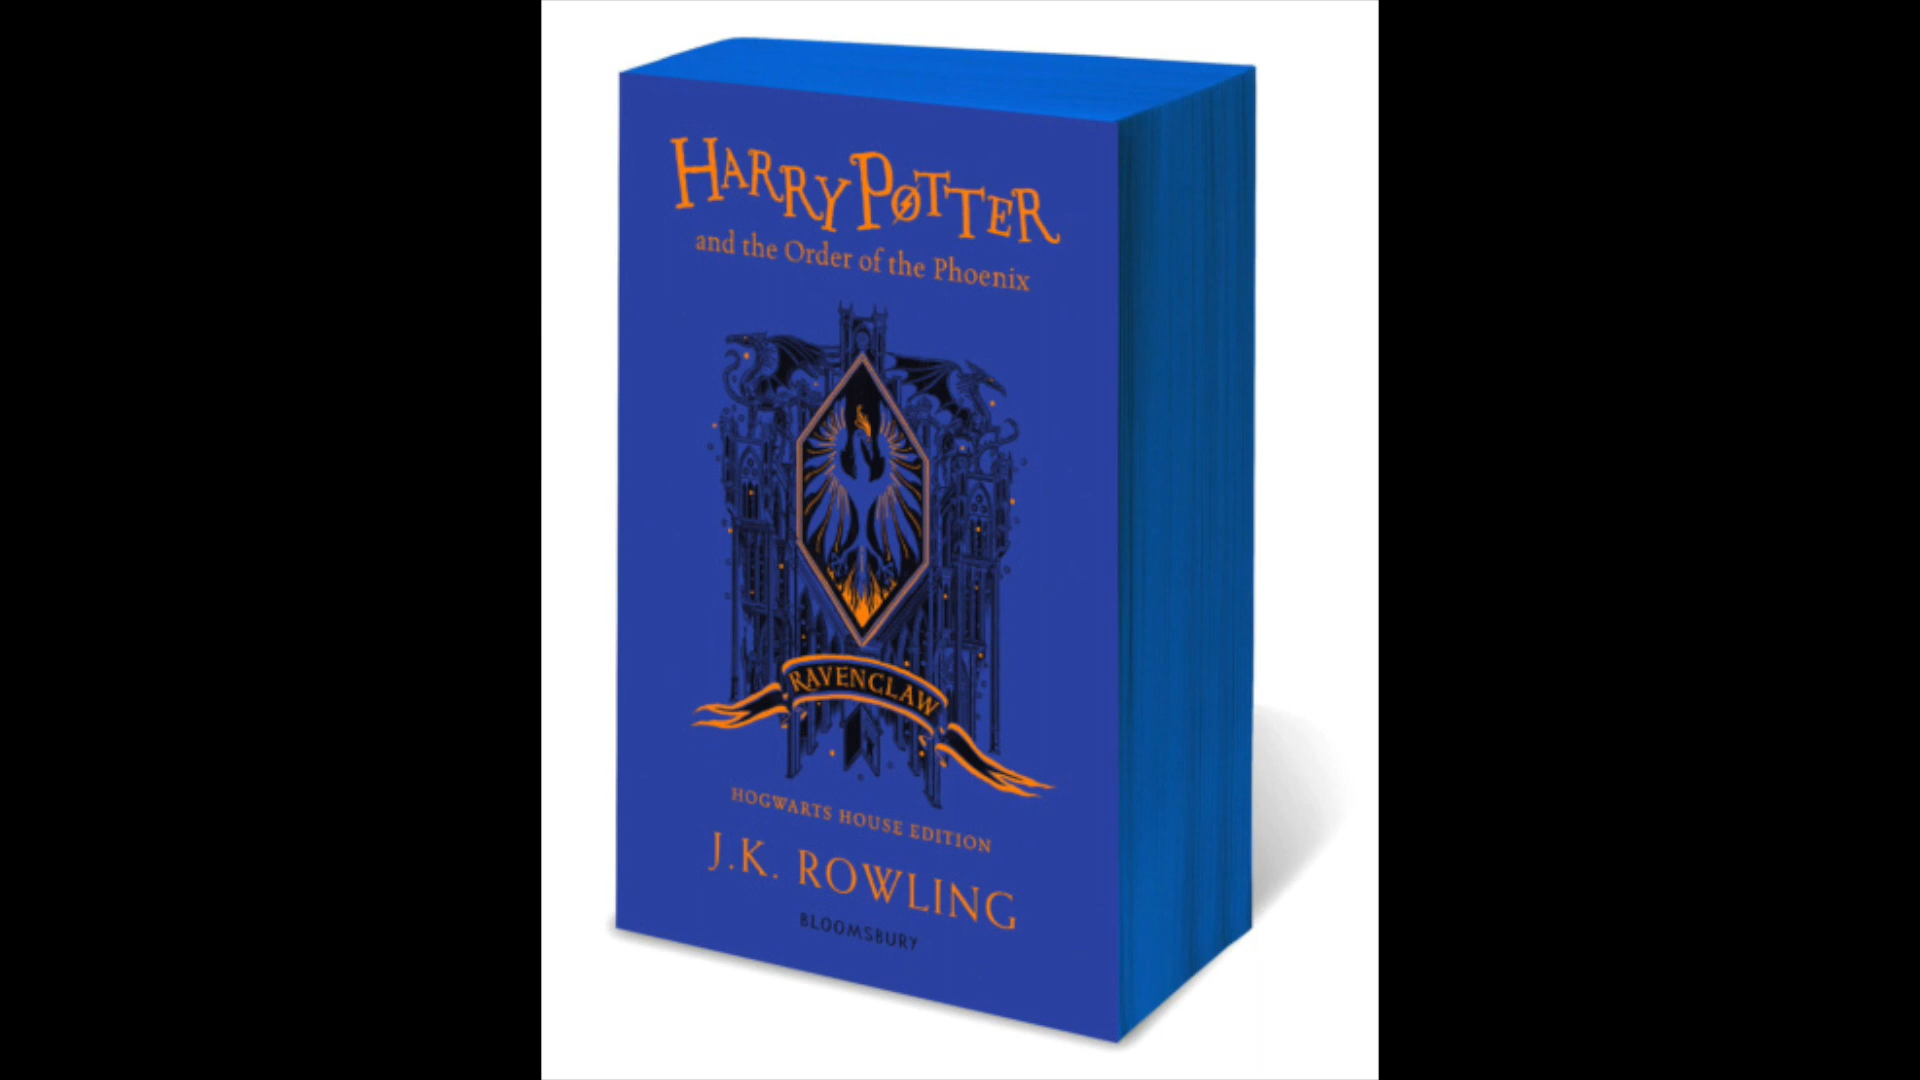 HARRY POTTER
and the Order of the Phoenix
RAVENCLAW
HOGWARTS HOUSE EDITION
J.K. ROWLING
BLOOMSBURY